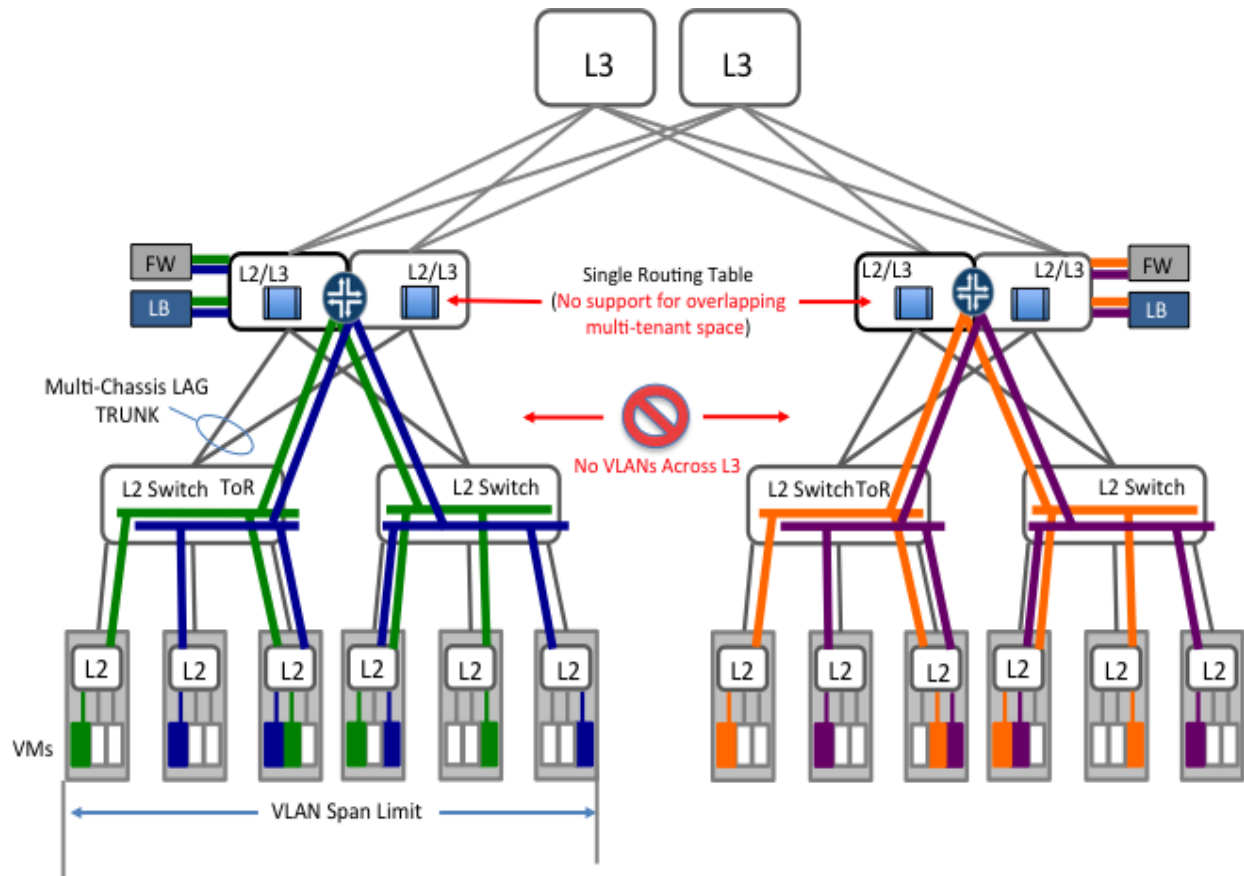 L3
L3
FW
L2/L3
L2/L3
LB
Single Routing Table
(No support for overlapping
multi-tenant space)
L2/L3
L2/L3
FW
LB
Multi-Chassis LAG
TRUNK
No VLANs Across L3
L2 Switch ToR
L2 Switch
L2 SwitchToR
L2 Switch
L2
L2
L2
L2
L2
L2
L2
L2
L2
L2
L2
L2
VMs
VLAN Span Limit